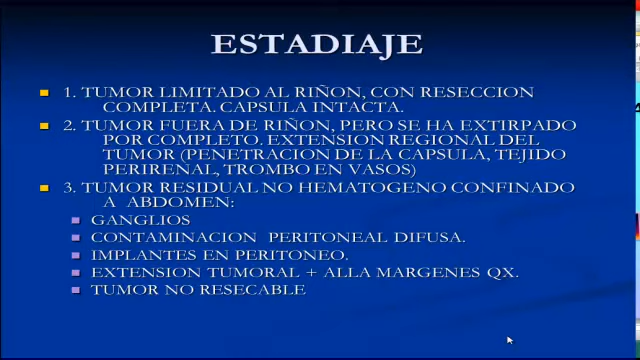 ESTADIAJE
1. TUMOR LIMITADO AL RIÑON, CON RESECCION
COMPLETA. CAPSULA INTACTA.
2. TUMOR FUERA DE RIÑON, PERO SE HA EXTIRPADO
POR COMPLETO. EXTENSION REGIONAL DEL
TUMOR (PENETRACION DE LA CAPSULA, TEJIDO
PERIRENAL, TROMBO EN VASOS)
3. TUMOR RESIDUAL NO HEMATOGENO CONFINADO
A ABDOMEN:
GANGLIOS
CONTAMINACION PERITONEAL DIFUSA.
IMPLANTES EN PERITONEO.
EXTENSION TUMORAL + ALLA MARGENES QX.
TUMOR NO RESECABLE